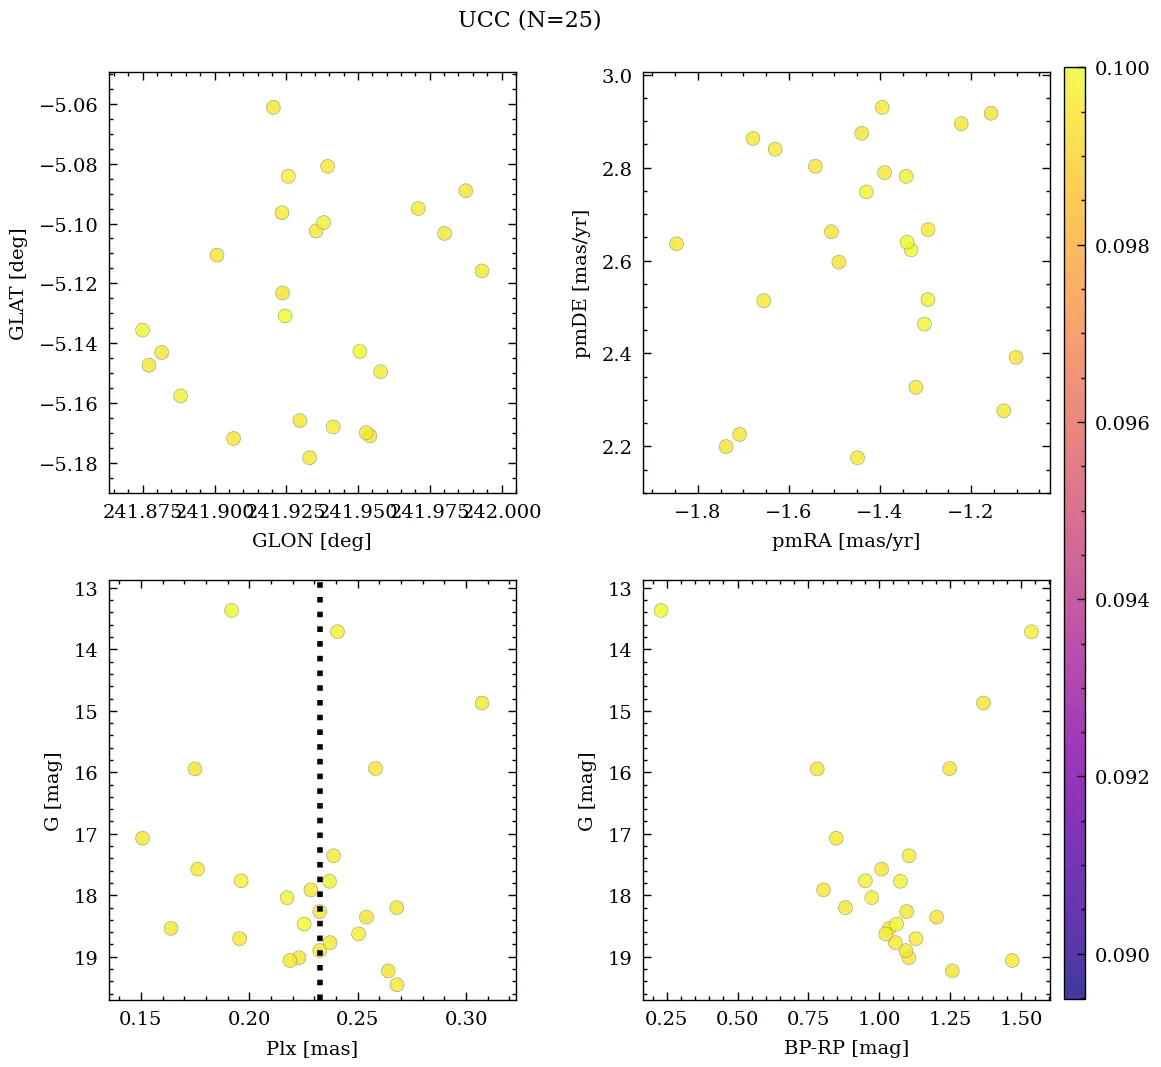 UCC (N=25)
−5.06
−5.08
−5.10
−5.12
−5.14
−5.16
−5.18
GLAT [deg]
241.875 241.900 241.925 241.950 241.975 242.000
GLON [deg]
3.0
2.8
2.6
2.4
2.2
pmDE [mas/yr]
−1.8 −1.6 −1.4 −1.2
pmRA [mas/yr]
13
14
15
16
17
18
19
G [mag]
0.15 0.20 0.25 0.30
Plx [mas]
13
14
15
16
17
18
19
G [mag]
0.25 0.50 0.75 1.00 1.25 1.50
BP-RP [mag]
0.100
0.098
0.096
0.094
0.092
0.090